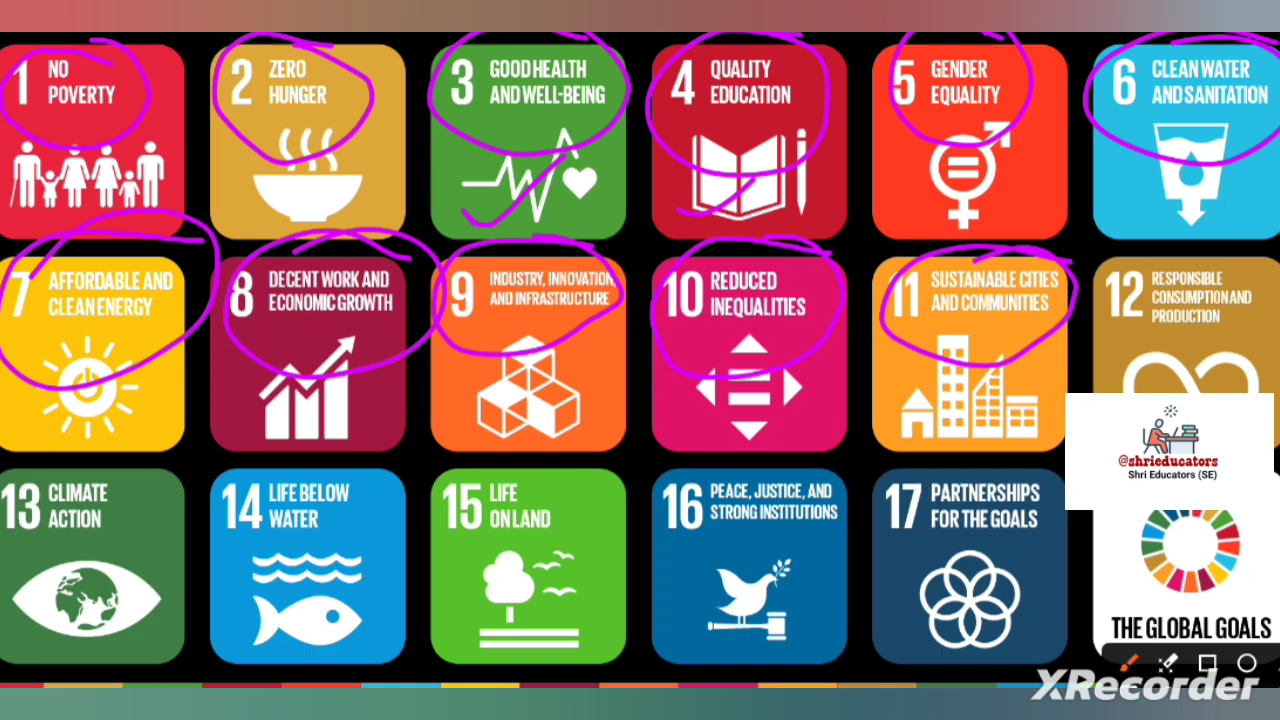 1 NO
POVERTY
2 ZERO
HUNGER
3 GOOD HEALTH
AND WELL-BEING
4 QUALITY
EDUCATION
5 GENDER
EQUALITY
6 CLEAN WATER
AND SANITATION
7 AFFORDABLE AND
CLEAN ENERGY
8 DECENT WORK AND
ECONOMIC GROWTH
9 INDUSTRY, INNOVATION
AND INFRASTRUCTURE
10 REDUCED
INEQUALITIES
11 SUSTAINABLE CITIES
AND COMMUNITIES
12 RESPONSIBLE
CONSUMPTION AND
PRODUCTION
@shrieducators
Shri Educators (SE)
13 CLIMATE
ACTION
14 LIFE BELOW
WATER
15 LIFE
ON LAND
16 PEACE, JUSTICE, AND
STRONG INSTITUTIONS
17 PARTNERSHIPS
FOR THE GOALS
THE GLOBAL GOALS
XRecorder